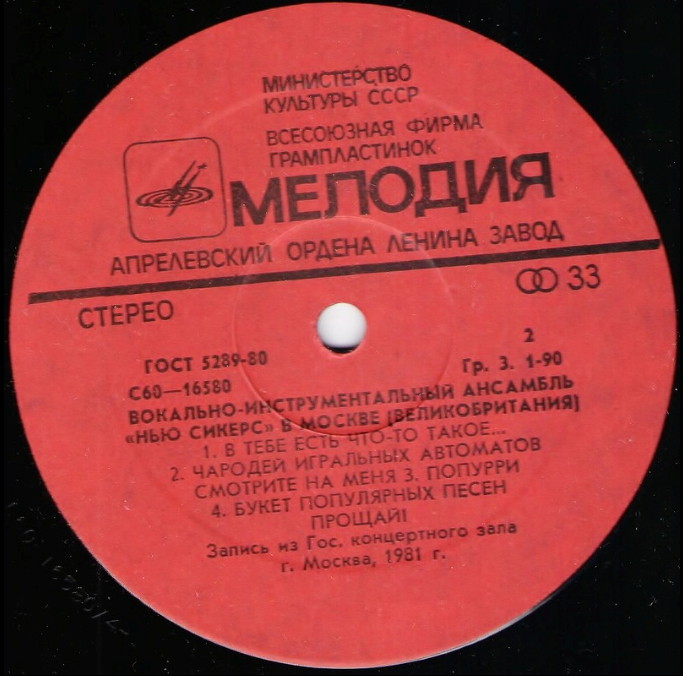 МИНИСТЕРСТВО
КУЛЬТУРЫ СССР
ВСЕСОЮЗНАЯ ФИРМА
ГРАМПЛАСТИНОК
МЕЛОДИЯ
АПРЕЛЕВСКИЙ ОРДЕНА ЛЕНИНА ЗАВОД
СТЕРЕО
33
ГОСТ 5289-80
2
С60—16580
Гр. 3. 1-90
ВОКАЛЬНО-ИНСТРУМЕНТАЛЬНЫЙ АНСАМБЛЬ
«НЬЮ СИКЕРС» В МОСКВЕ (ВЕЛИКОБРИТАНИЯ)
1. В ТЕБЕ ЕСТЬ ЧТО-ТО ТАКОЕ...
2. ЧАРОДЕЙ ИГРАЛЬНЫХ АВТОМАТОВ
СМОТРИТЕ НА МЕНЯ 3. ПОПУРРИ
4. БУКЕТ ПОПУЛЯРНЫХ ПЕСЕН
ПРОЩАЙ!
Запись из Гос. концертного зала
г. Москва, 1981 г.